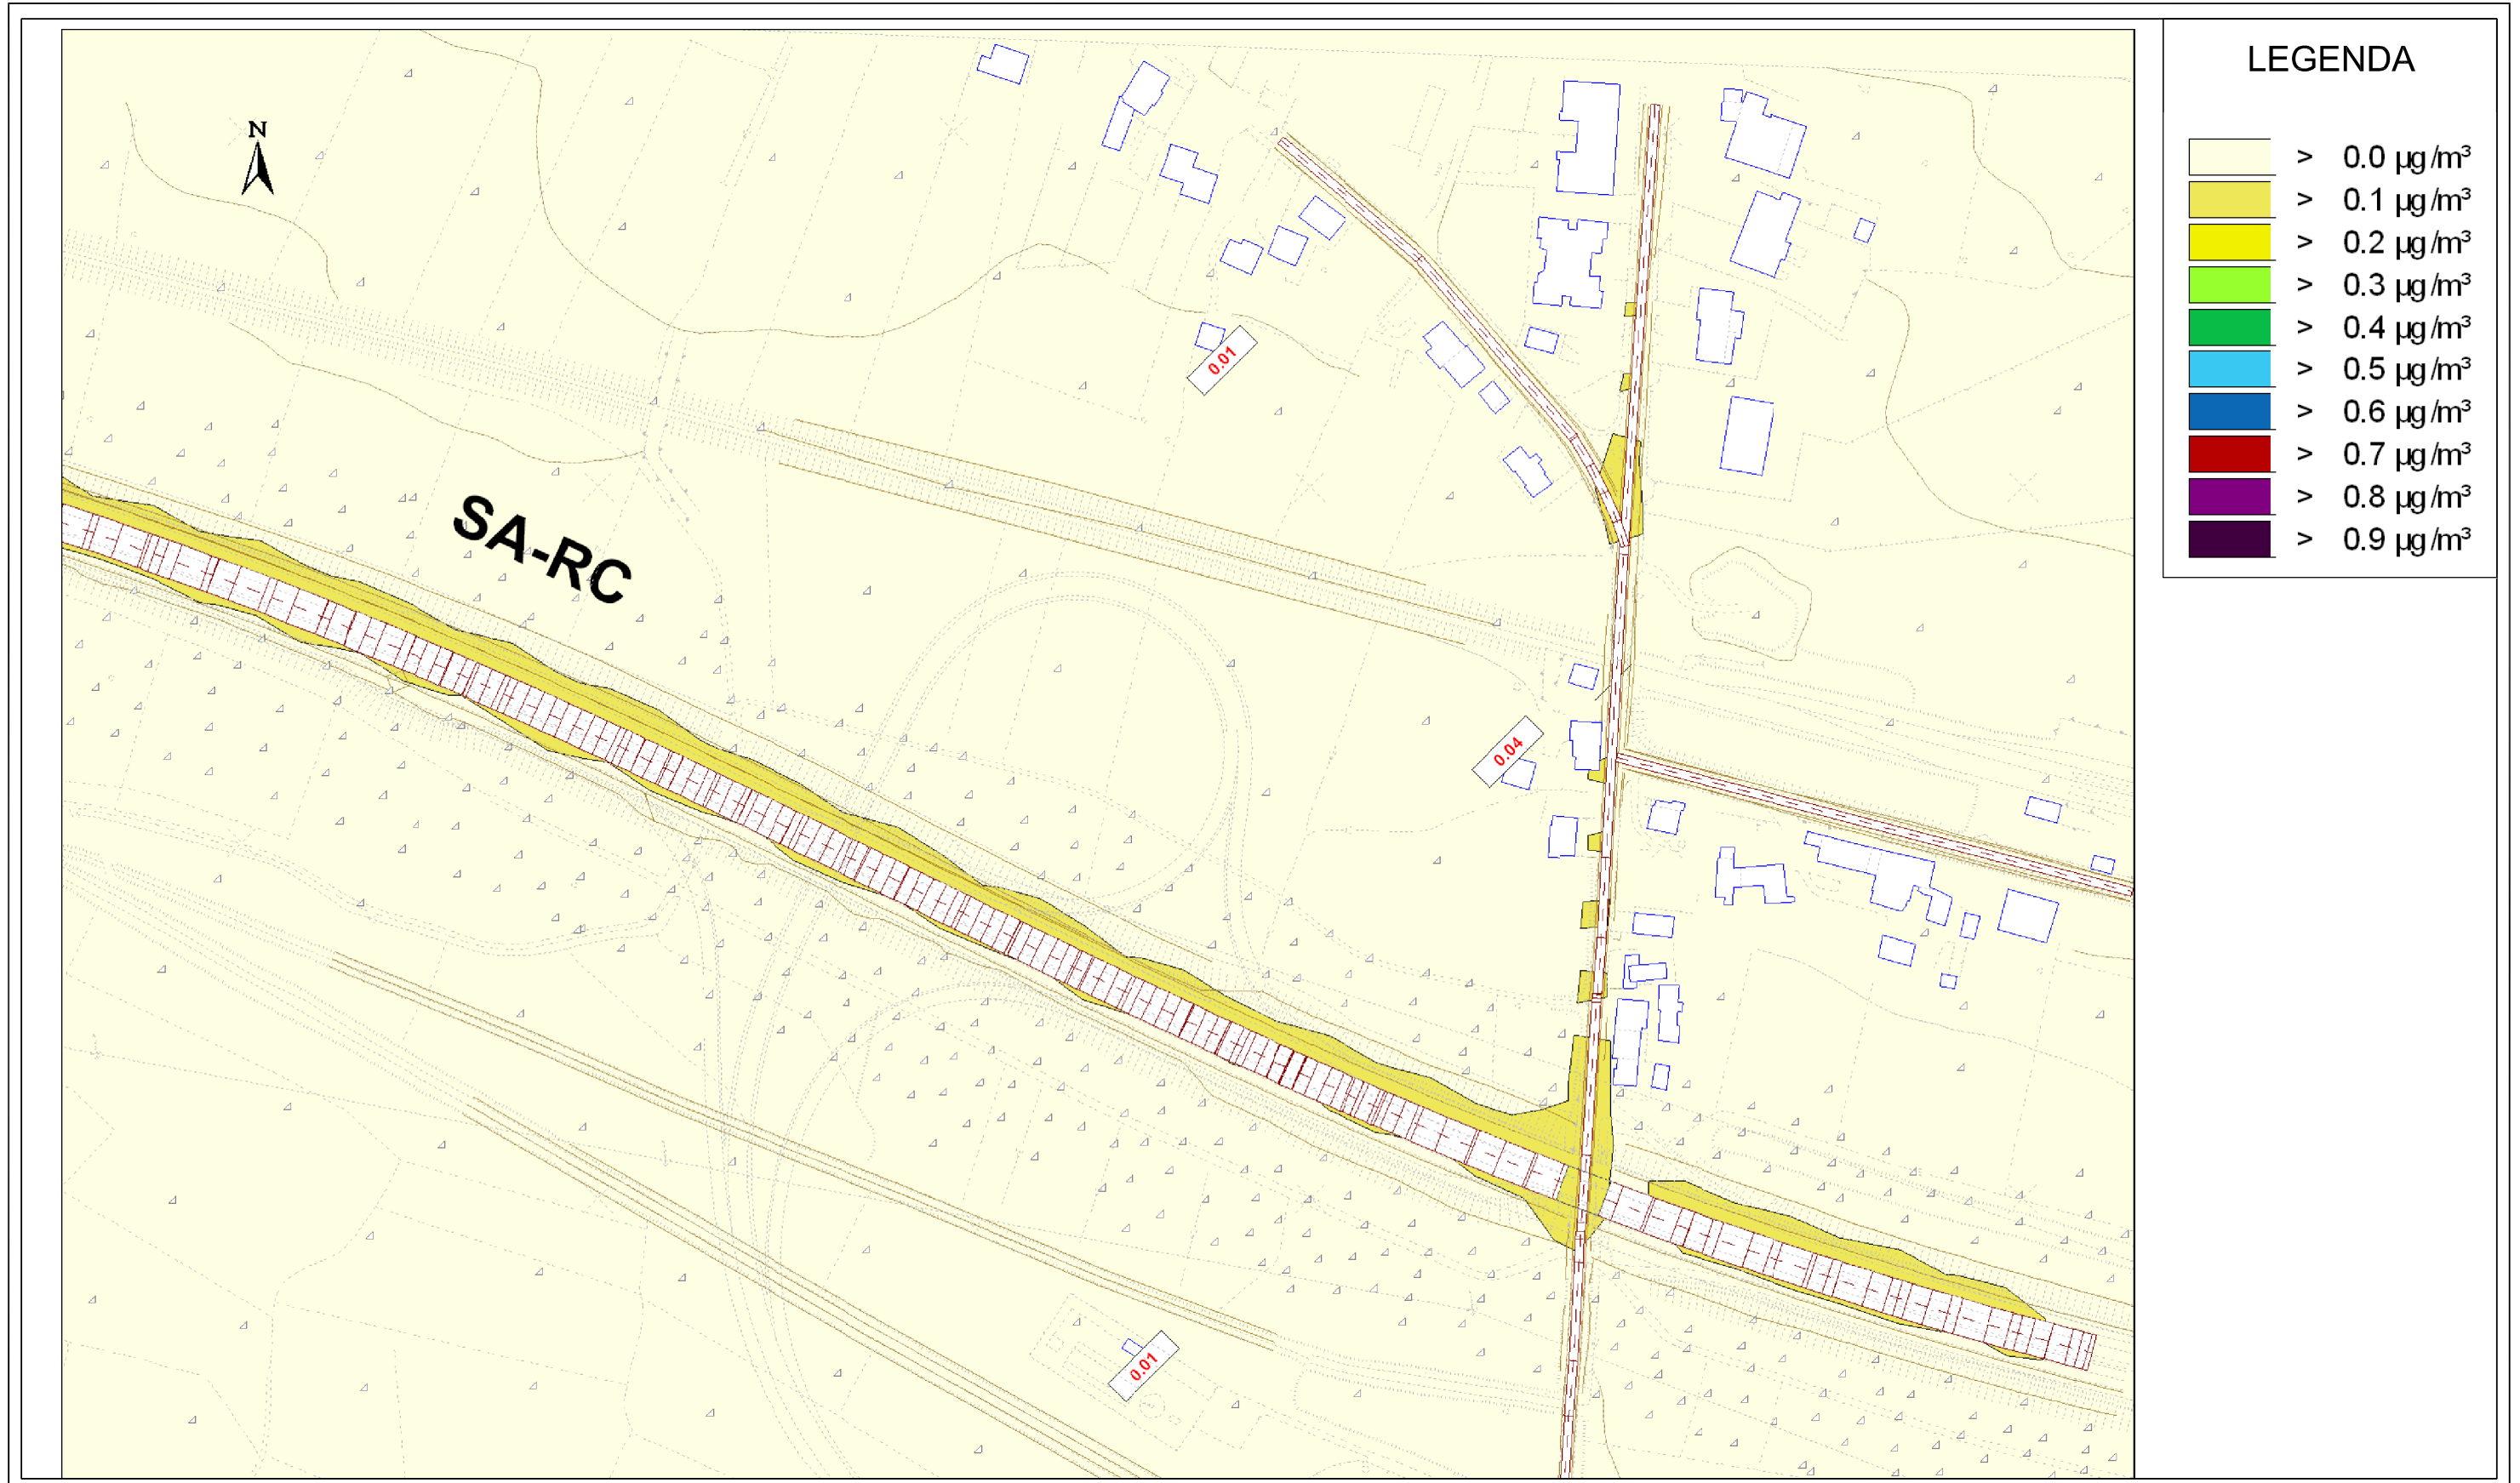 LEGENDA
> 0.0 µg/m³
> 0.1 µg/m³
> 0.2 µg/m³
> 0.3 µg/m³
> 0.4 µg/m³
> 0.5 µg/m³
> 0.6 µg/m³
> 0.7 µg/m³
> 0.8 µg/m³
> 0.9 µg/m³
N
0.01
SA-RC
0.04
0.01